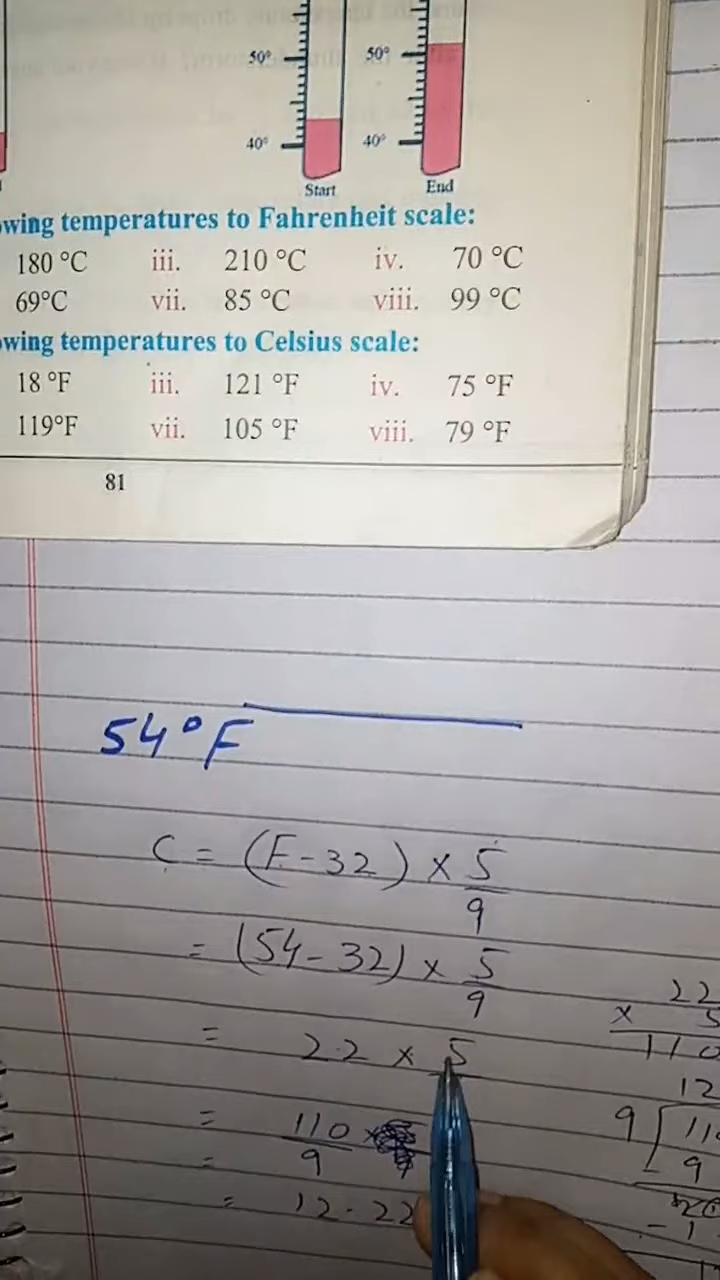 50° 50°
40° 40°
Start End
wing temperatures to Fahrenheit scale:
180 °C iii. 210 °C iv. 70 °C
69°C vii. 85 °C viii. 99 °C
wing temperatures to Celsius scale:
18 °F iii. 121 °F iv. 75 °F
119°F vii. 105 °F viii. 79 °F
81
54°F
C = (F - 32) × 5/9
= (54 - 32) × 5/9
= 22 × 5
= 110/9
=
= 12.22
22
× 5
110
12
9
9